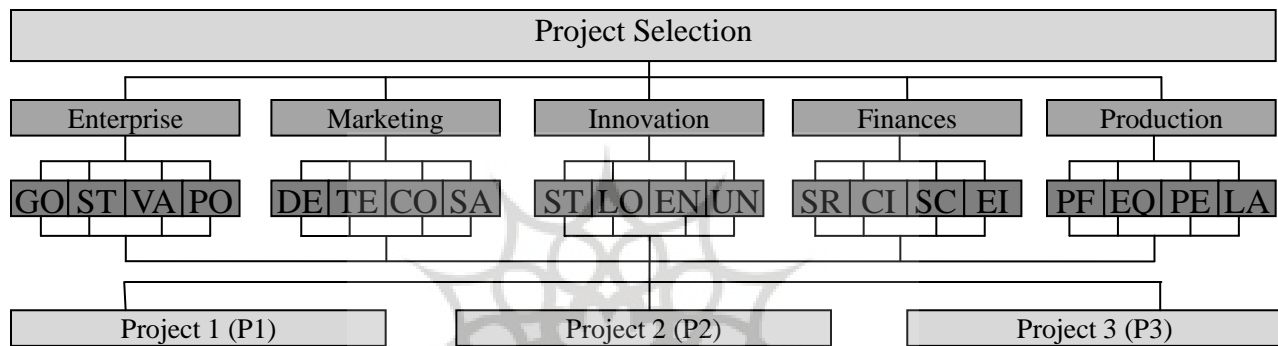 Project Selection
Enterprise Marketing Innovation Finances Production
GO ST VA PO DE TE CO SA ST LO EN UN SR CI SC EI PF EQ PE LA
Project 1 (P1) Project 2 (P2) Project 3 (P3)